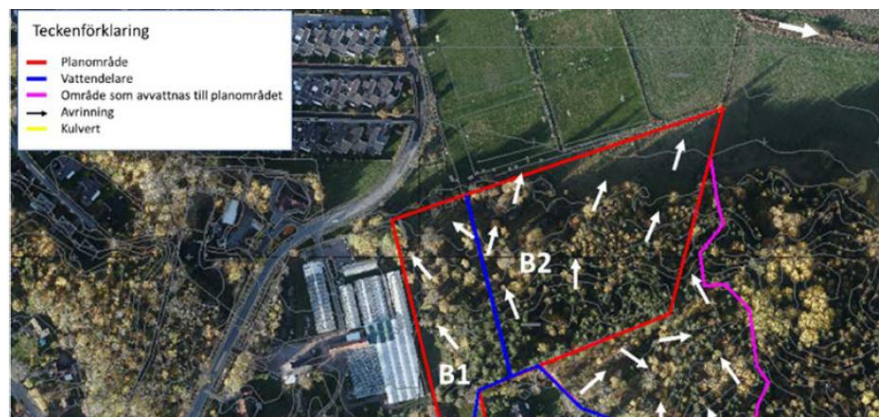 Teckenförklaring
Planområde
Vattendelare
Område som avvattnas till planområdet
Avrinning
Kulvert
B2
B1